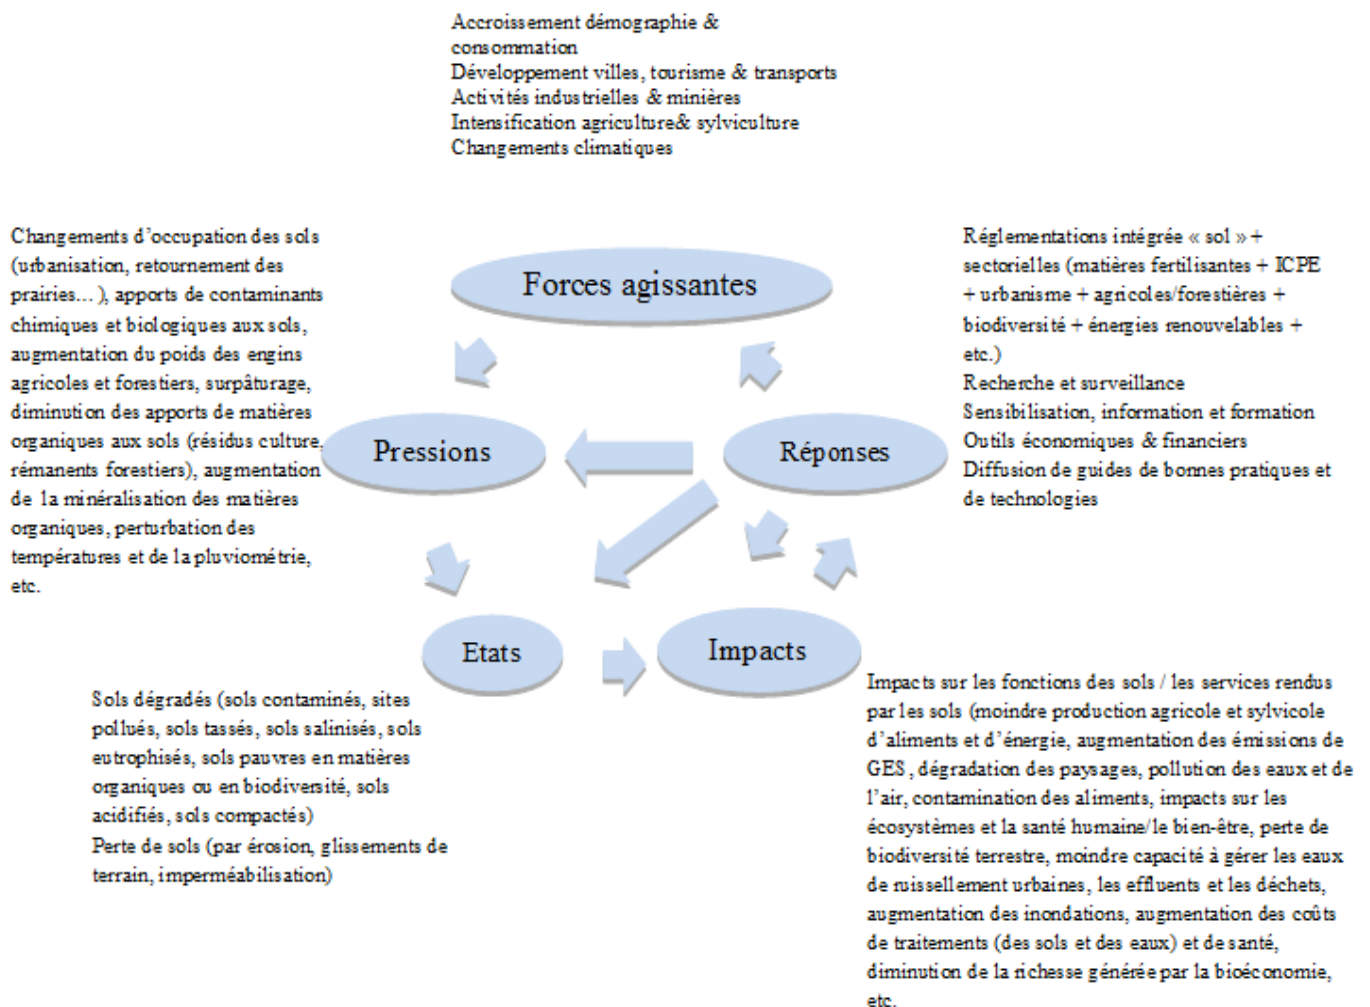 Accroissement démographie &
consommation
Développement villes, tourisme & transports
Activités industrielles & minières
Intensification agriculture& sylviculture
Changements climatiques
Changements d'occupation des sols
(urbanisation, retournement des
prairies…), apports de contaminants
chimiques et biologiques aux sols,
augmentation du poids des engins
agricoles et forestiers, surpâturage,
diminution des apports de matières
organiques aux sols (résidus culture,
rémanents forestiers), augmentation
de la minéralisation des matières
organiques, perturbation des
températures et de la pluviométrie,
etc.
Forces agissantes
Réglementations intégrée « sol » +
sectorielles (matières fertilisantes + ICPE
+ urbanisme + agricoles/forestières +
biodiversité + énergies renouvelables +
etc.)
Recherche et surveillance
Sensibilisation, information et formation
Outils économiques & financiers
Diffusion de guides de bonnes pratiques et
de technologies
Pressions
Réponses
Etats
Impacts
Sols dégradés (sols contaminés, sites
pollués, sols tassés, sols salinisés, sols
eutrophisés, sols pauvres en matières
organiques ou en biodiversité, sols
acidifiés, sols compactés)
Perte de sols (par érosion, glissements de
terrain, imperméabilisation)
Impacts sur les fonctions des sols / les services rendus
par les sols (moindre production agricole et sylvicole
d'aliments et d'énergie, augmentation des émissions de
GES, dégradation des paysages, pollution des eaux et de
l'air, contamination des aliments, impacts sur les
écosystèmes et la santé humaine/le bien-être, perte de
biodiversité terrestre, moindre capacité à gérer les eaux
de ruissellement urbaines, les effluents et les déchets,
augmentation des inondations, augmentation des coûts
de traitements (des sols et des eaux) et de santé,
diminution de la richesse générée par la bioéconomie,
etc.